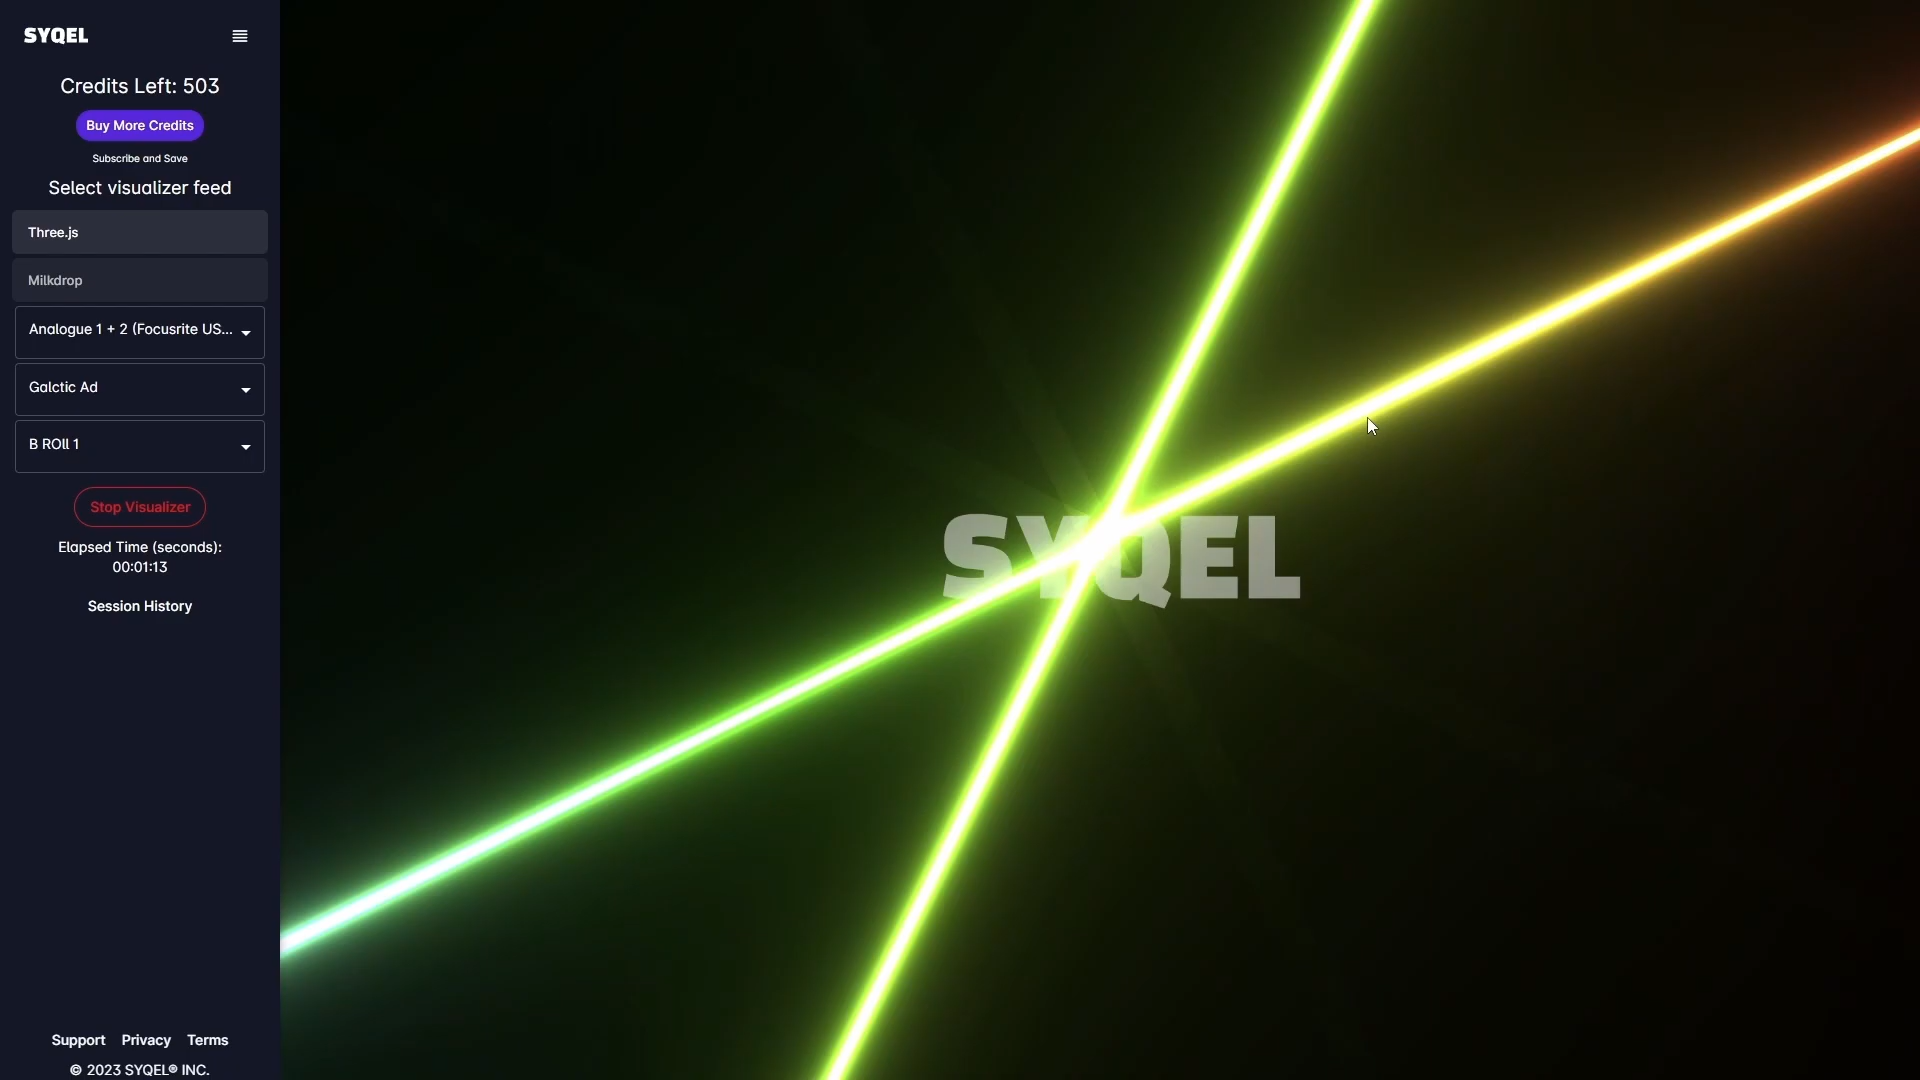 SYQEL
Credits Left: 503
Buy More Credits
Subscribe and Save
Select visualizer feed
Three.js
Milkdrop
Analogue 1 + 2 (Focusrite US...
Galctic Ad
B ROll 1
Stop Visualizer
Elapsed Time (seconds):
00:01:13
Session History
SYQEL
Support Privacy Terms
© 2023 SYQEL® INC.